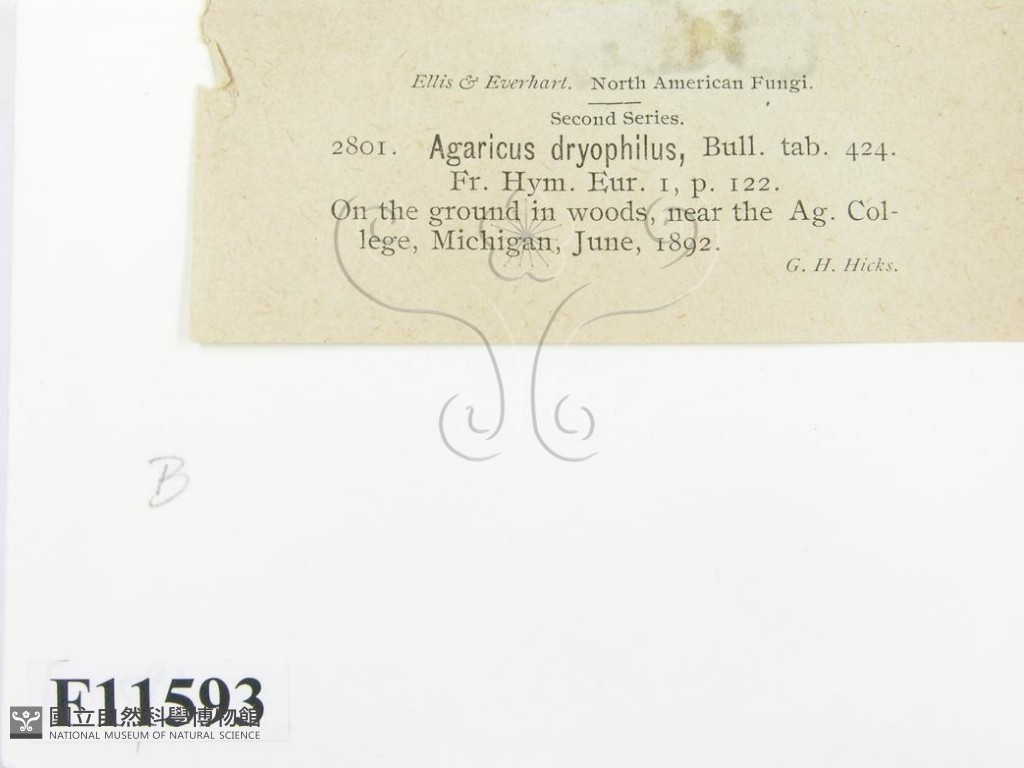 Ellis & Everhart. North American Fungi.
Second Series.
2801. Agaricus dryophilus, Bull. tab. 424.
Fr. Hym. Eur. 1, p. 122.
On the ground in woods, near the Ag. Col-
lege, Michigan, June, 1892.
G. H. Hicks.
B
F11593
國立自然科學博物館
NATIONAL MUSEUM OF NATURAL SCIENCE